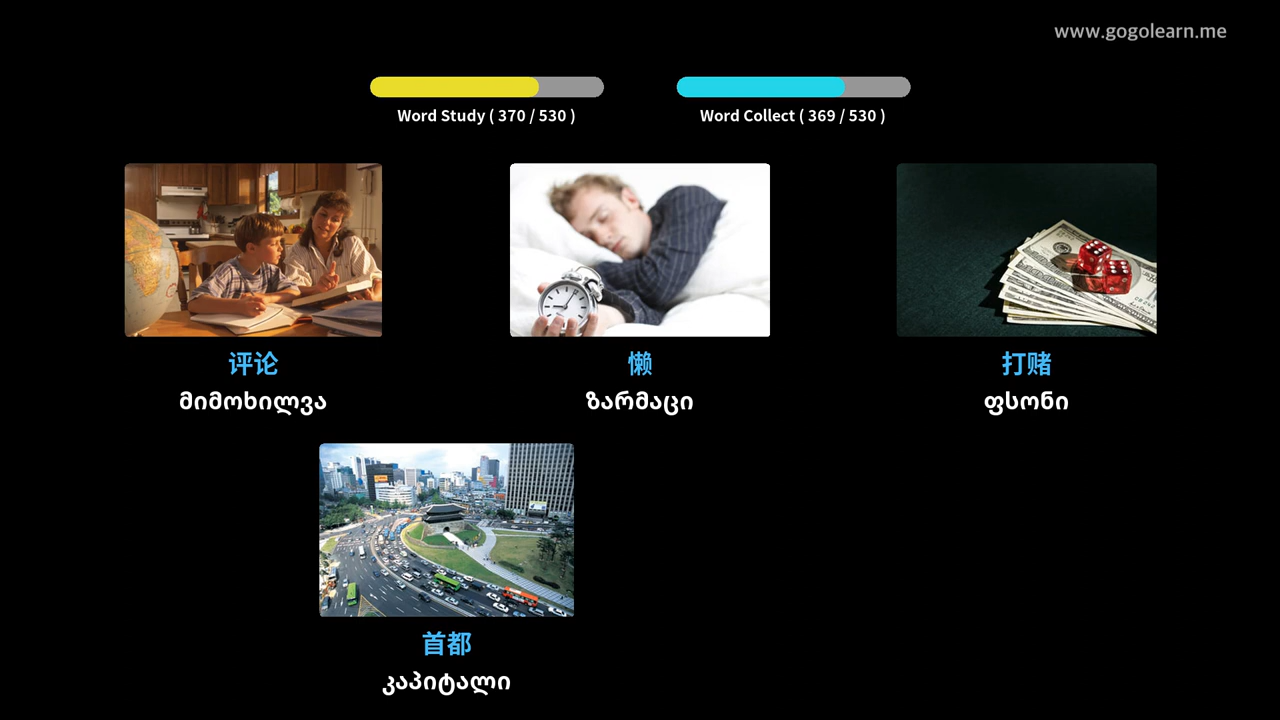 www.gogolearn.me
Word Study ( 370 / 530 )
Word Collect ( 369 / 530 )
评论
მიმოხილვა
懒
ზარმაცი
打赌
ფსონი
首都
კაპიტალი